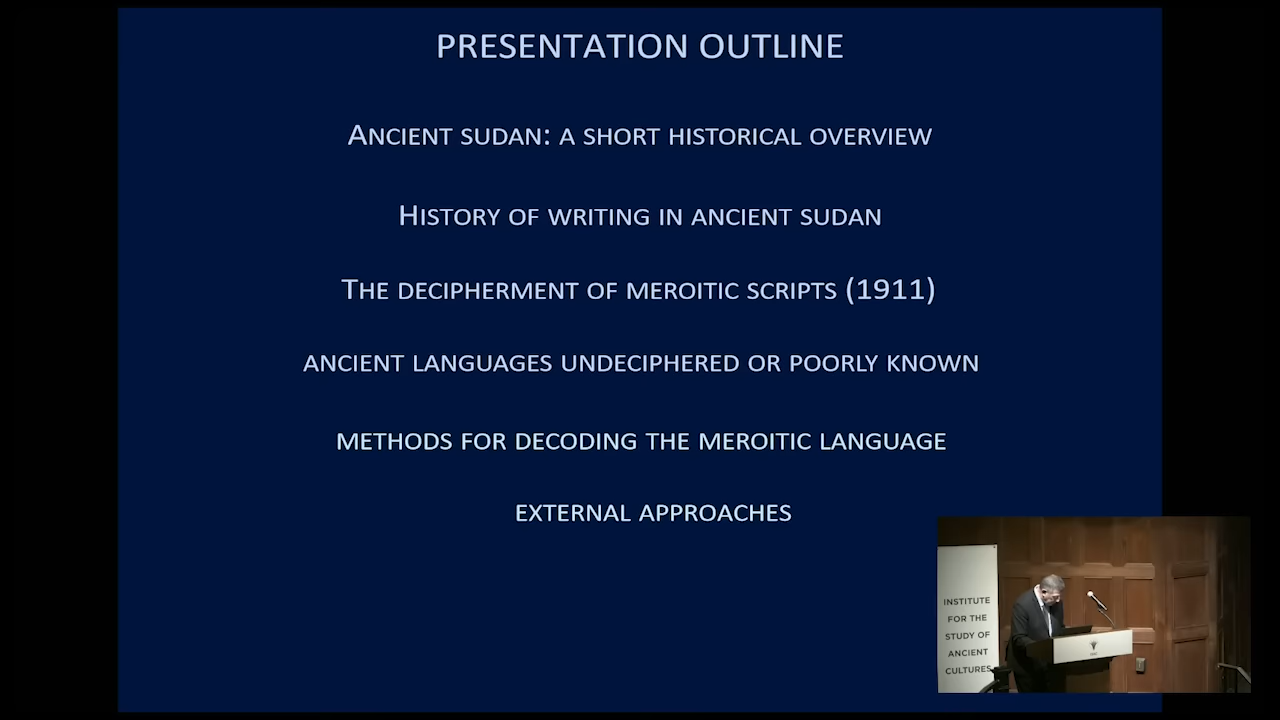 PRESENTATION OUTLINE
ANCIENT SUDAN: A SHORT HISTORICAL OVERVIEW
HISTORY OF WRITING IN ANCIENT SUDAN
THE DECIPHERMENT OF MEROITIC SCRIPTS (1911)
ANCIENT LANGUAGES UNDECIPHERED OR POORLY KNOWN
METHODS FOR DECODING THE MEROITIC LANGUAGE
EXTERNAL APPROACHES
INSTITUTE
FOR THE
STUDY OF
ANCIENT
CULTURES